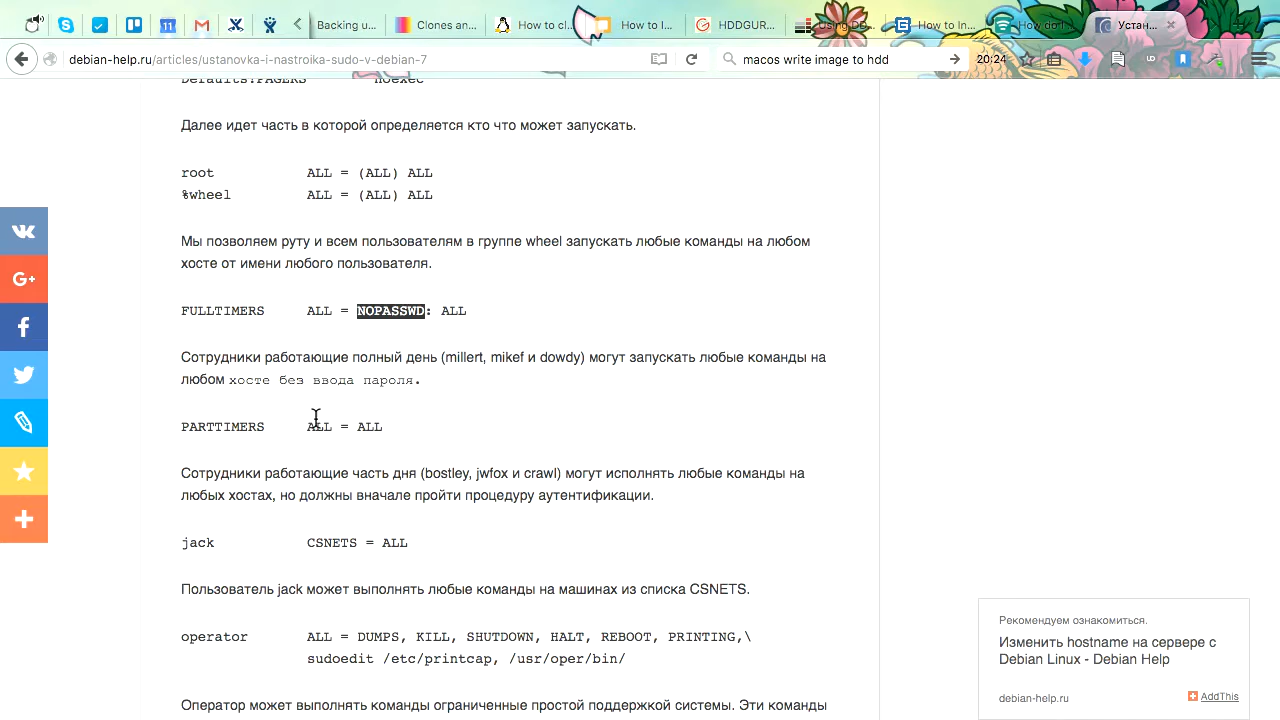 11
Backing u...
Clones an...
How to cl...
How to I...
HDDGUR...
Using DD...
How to In...
How do I
Устан...
debian-help.ru/articles/ustanovka-i-nastroika-sudo-v-debian-7
macos write image to hdd
20:24
UD
Defaults!PAGERS noexec
Далее идет часть в которой определяется кто что может запускать.
root ALL = (ALL) ALL
%wheel ALL = (ALL) ALL
Мы позволяем руту и всем пользователям в группе wheel запускать любые команды на любом
хосте от имени любого пользователя.
FULLTIMERS ALL = NOPASSWD: ALL
Сотрудники работающие полный день (millert, mikef и dowdy) могут запускать любые команды на
любом хосте без ввода пароля.
PARTTIMERS ALL = ALL
Сотрудники работающие часть дня (bostley, jwfox и crawl) могут исполнять любые команды на
любых хостах, но должны вначале пройти процедуру аутентификации.
jack CSNETS = ALL
Пользователь jack может выполнять любые команды на машинах из списка CSNETS.
operator ALL = DUMPS, KILL, SHUTDOWN, HALT, REBOOT, PRINTING,\
sudoedit /etc/printcap, /usr/oper/bin/
Оператор может выполнять команды ограниченные простой поддержкой системы. Эти команды
G+
Рекомендуем ознакомиться.
Изменить hostname на сервере с
Debian Linux - Debian Help
debian-help.ru
AddThis